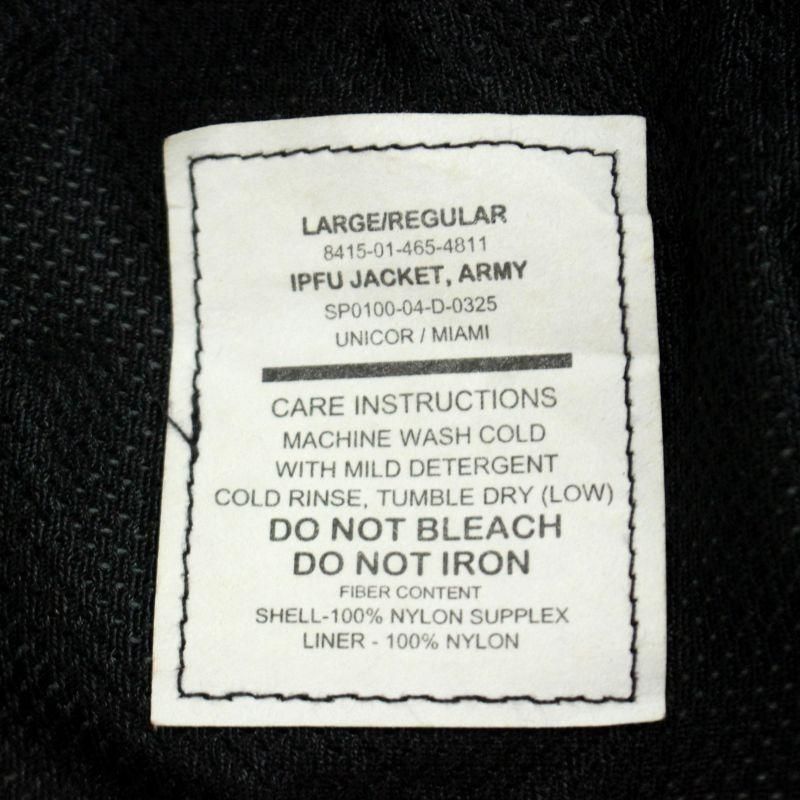 LARGE/REGULAR
8415-01-465-4811
IPFU JACKET, ARMY
SP0100-04-D-0325
UNICOR / MIAMI
CARE INSTRUCTIONS
MACHINE WASH COLD
WITH MILD DETERGENT
COLD RINSE, TUMBLE DRY (LOW)
DO NOT BLEACH
DO NOT IRON
FIBER CONTENT
SHELL-100% NYLON SUPPLEX
LINER - 100% NYLON